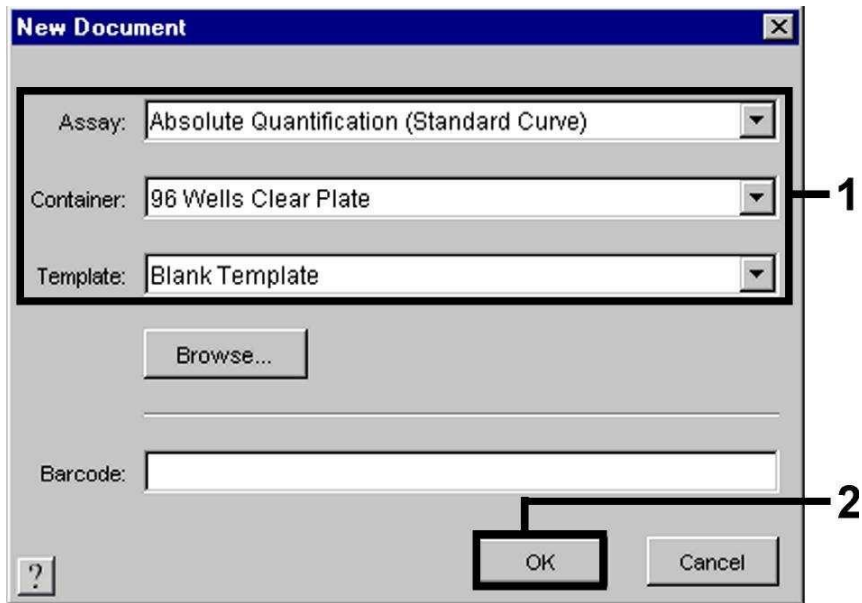 New Document
Assay: Absolute Quantification (Standard Curve)
Container: 96 Wells Clear Plate
1
Template: Blank Template
Browse...
Barcode:
2
? OK Cancel